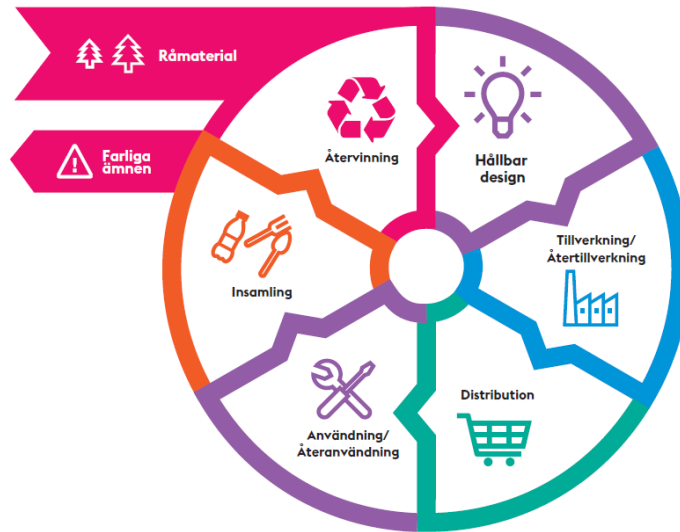 Råmaterial
Farliga
ämnen
Återvinning
Hållbar
design
Tillverkning/
Återtillverkning
Distribution
Användning/
Återanvändning
Insamling